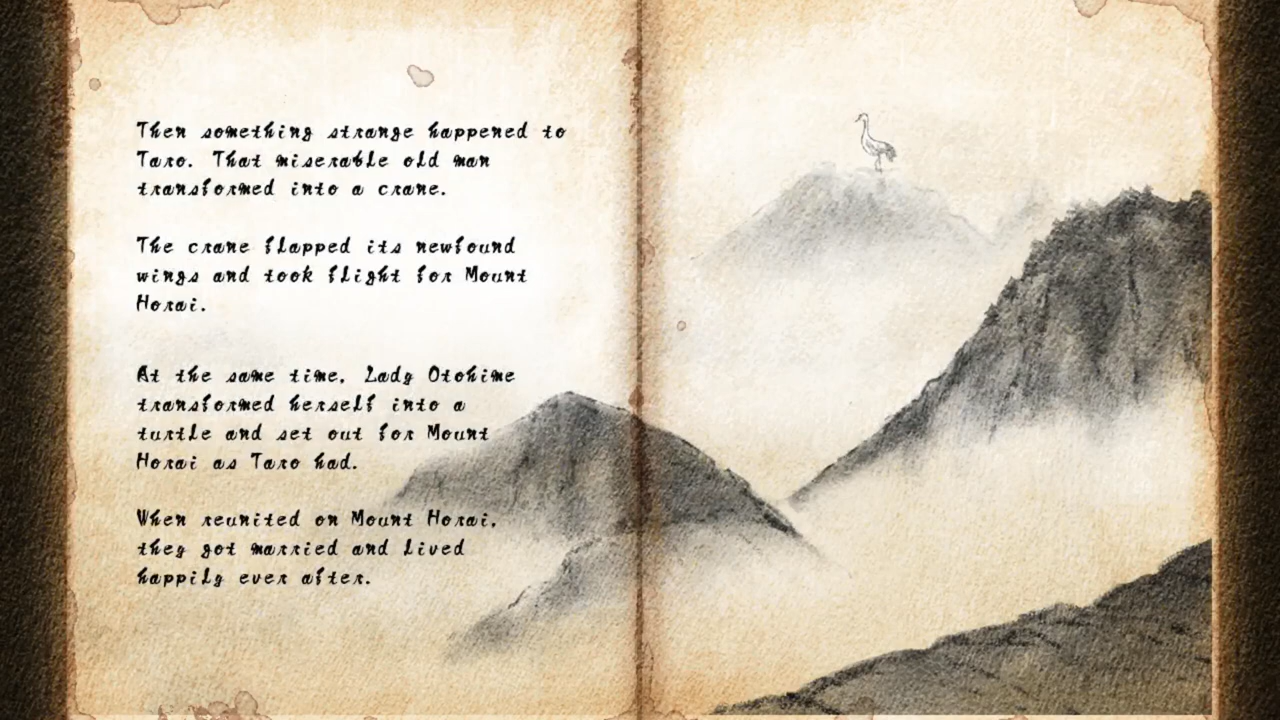 Then something strange happened to
Taro. That miserable old man
transformed into a crane.
The crane flapped its newfound
wings and took flight for Mount
Horai.
At the same time, Lady Otohime
transformed herself into a
turtle and set out for Mount
Horai as Taro had.
When reunited on Mount Horai,
they got married and lived
happily ever after.